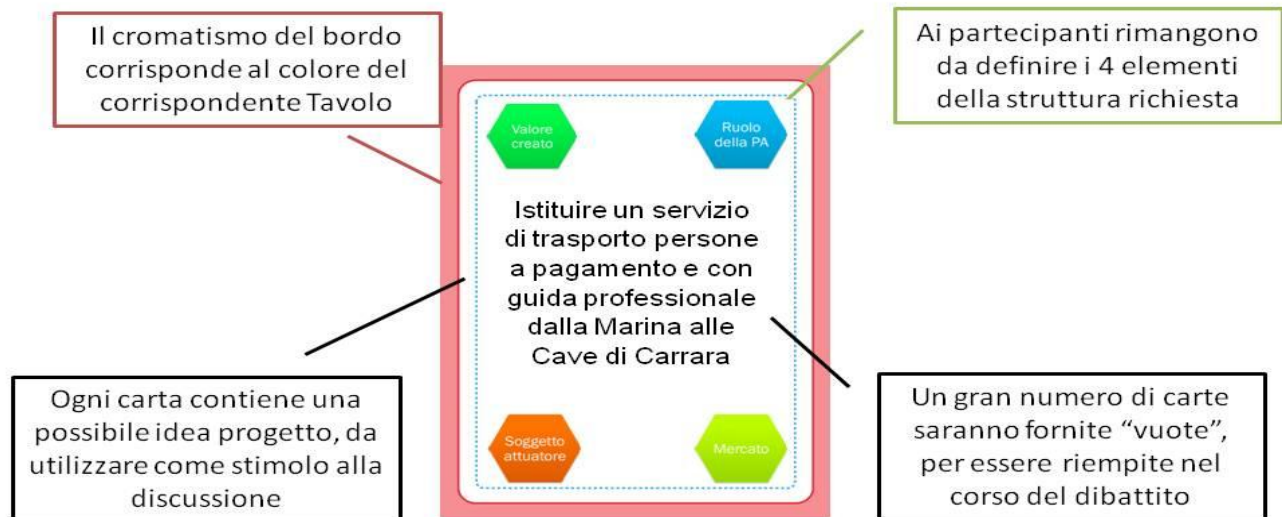 Il cromatismo del bordo
corrisponde al colore del
corrispondente Tavolo
Ai partecipanti rimangono
da definire i 4 elementi
della struttura richiesta
Valore
creato
Ruolo
della PA
Istituire un servizio
di trasporto persone
a pagamento e con
guida professionale
dalla Marina alle
Cave di Carrara
Soggetto
attuatore
Mercato
Ogni carta contiene una
possibile idea progetto, da
utilizzare come stimolo alla
discussione
Un gran numero di carte
saranno fornite “vuote”,
per essere riempite nel
corso del dibattito